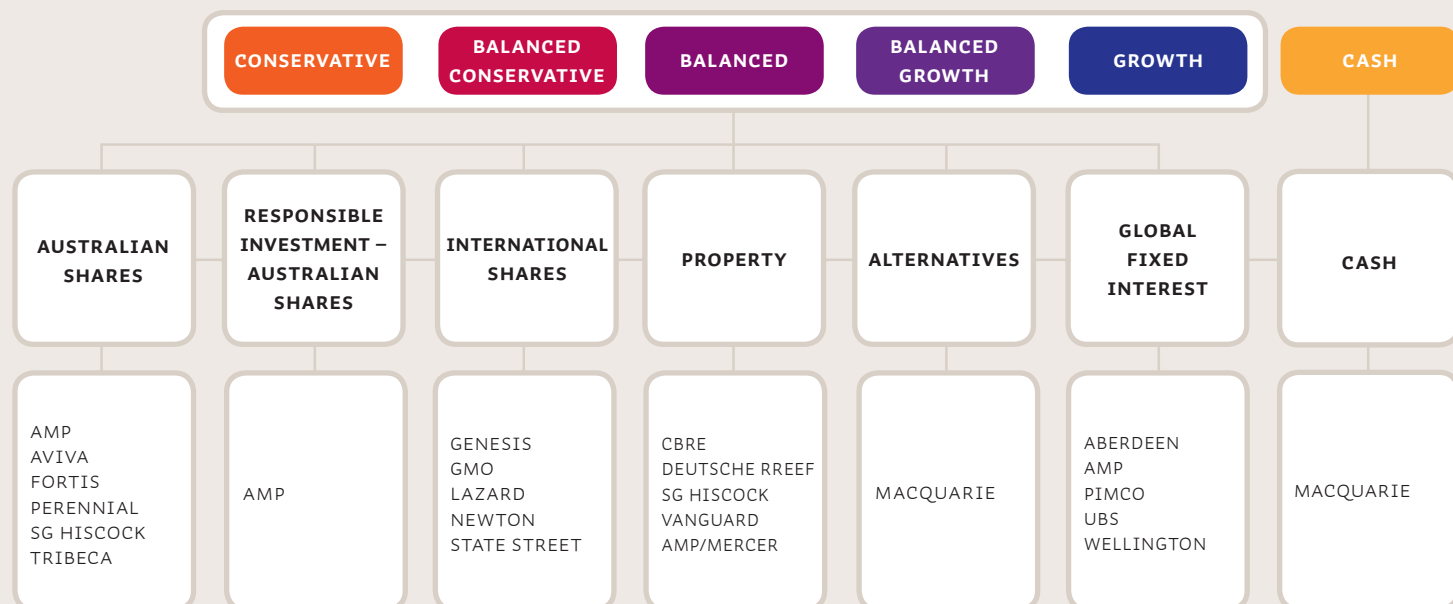 CONSERVATIVE
BALANCED
CONSERVATIVE
BALANCED
BALANCED
GROWTH
GROWTH
CASH
AUSTRALIAN
SHARES
RESPONSIBLE
INVESTMENT –
AUSTRALIAN
SHARES
INTERNATIONAL
SHARES
PROPERTY
ALTERNATIVES
GLOBAL
FIXED
INTEREST
CASH
AMP
AVIVA
FORTIS
PERENNIAL
SG HISCOCK
TRIBECA
AMP
GENESIS
GMO
LAZARD
NEWTON
STATE STREET
CBRE
DEUTSCHE RREEF
SG HISCOCK
VANGUARD
AMP/MERCER
MACQUARIE
ABERDEEN
AMP
PIMCO
UBS
WELLINGTON
MACQUARIE